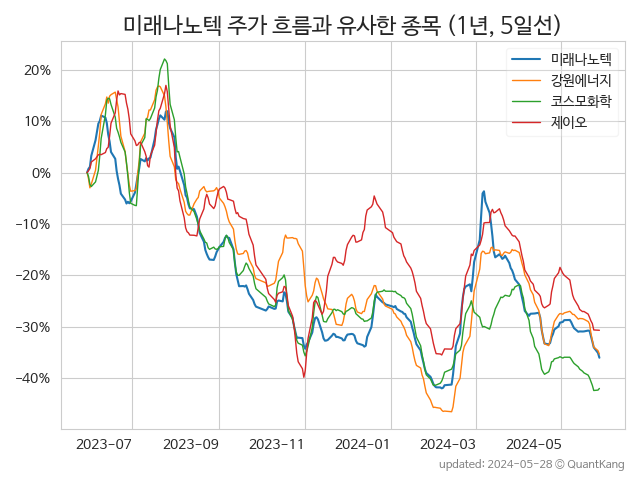 미래나노텍 주가 흐름과 유사한 종목 (1년, 5일선)
미래나노텍
강원에너지
코스모화학
제이오
20%
10%
0%
−10%
−20%
−30%
−40%
2023-07 2023-09 2023-11 2024-01 2024-03 2024-05
updated: 2024-05-28 © QuantKang